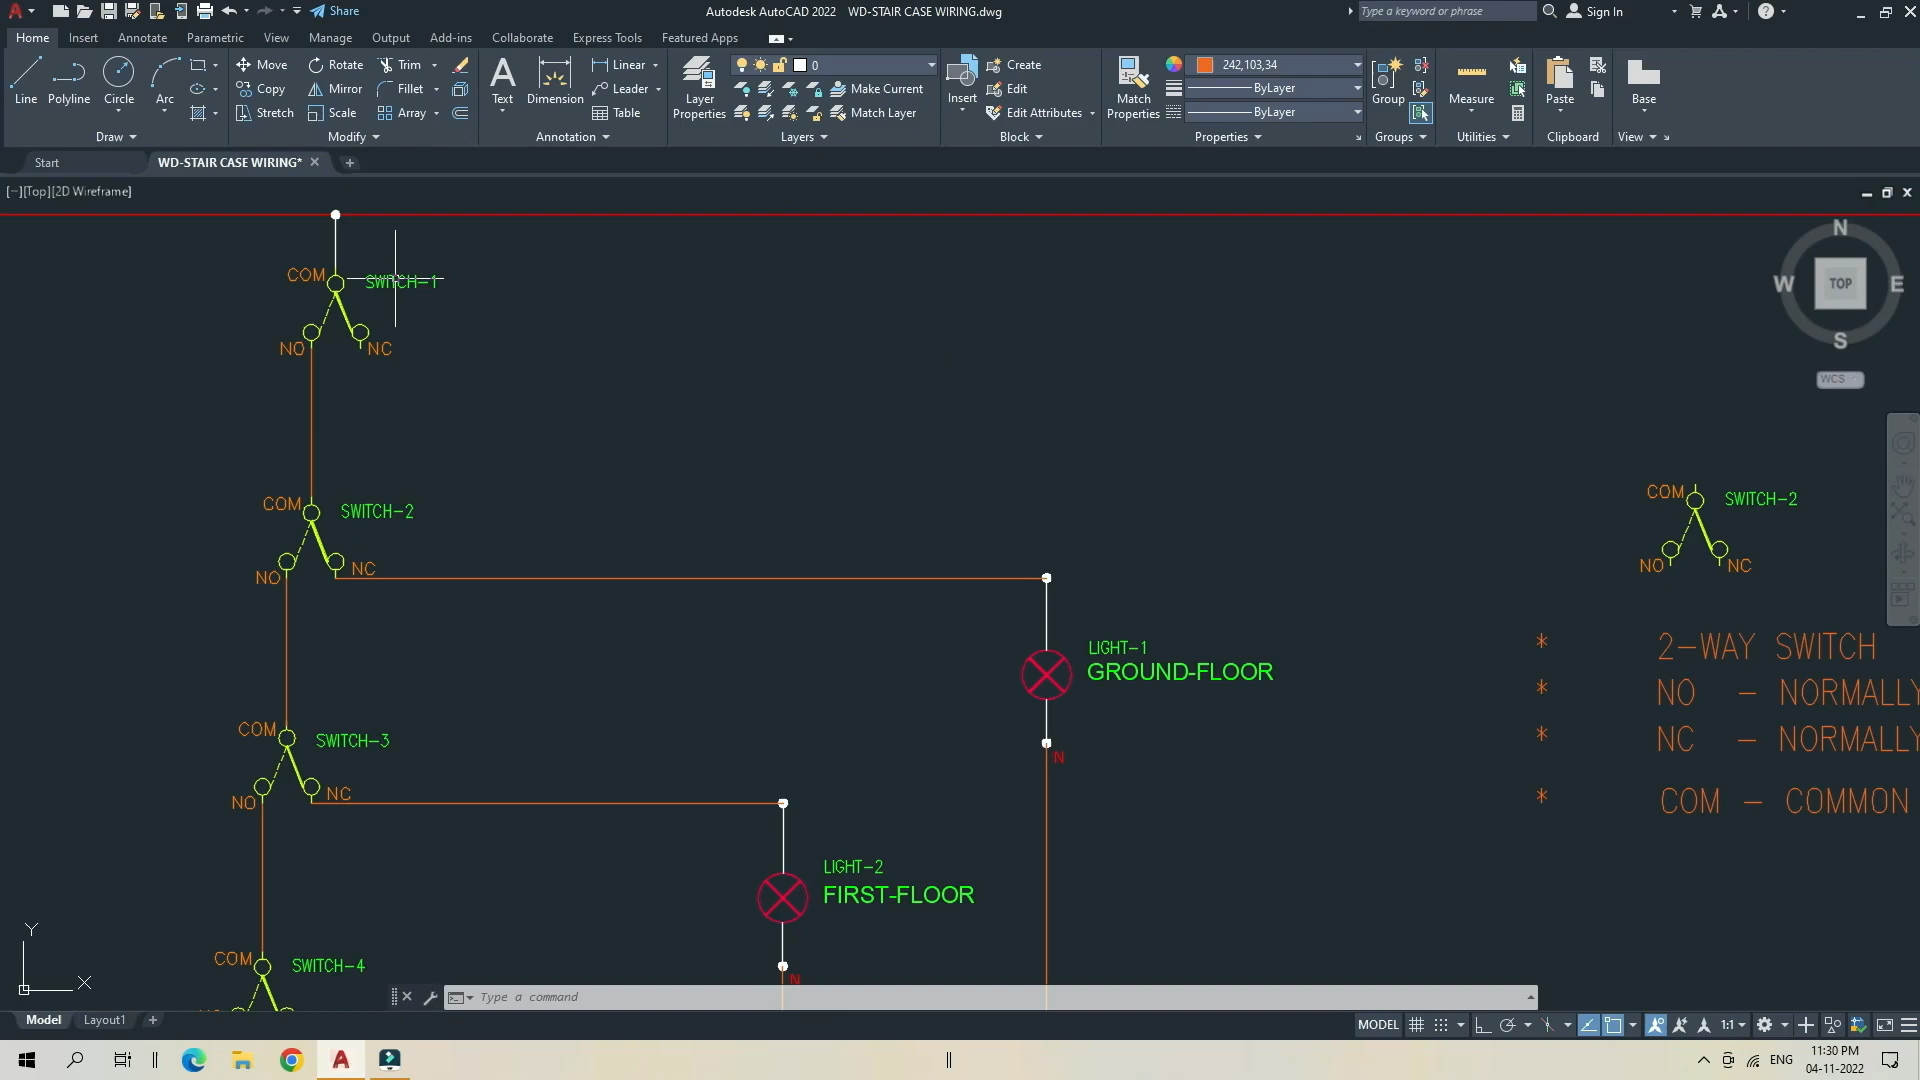 Share
Autodesk AutoCAD 2022 WD-STAIR CASE WIRING.dwg
Type a keyword or phrase
Sign In
Home Insert Annotate Parametric View Manage Output Add-ins Collaborate Express Tools Featured Apps
Line Polyline Circle Arc
Move Rotate Trim
Copy Mirror Fillet
Stretch Scale Array
Text Dimension
Linear
Leader
Table
Layer Properties
0
Make Current
Match Layer
Insert
Create
Edit
Edit Attributes
Match Properties
242,103,34
ByLayer
ByLayer
Group
Measure
Paste
Base
Draw Modify Annotation Layers Block Properties Groups Utilities Clipboard View
Start WD-STAIR CASE WIRING*
[−][Top][2D Wireframe]
N
W TOP E
S
WCS
COM SWITCH-1
NO NC
COM SWITCH-2
NO NC
COM SWITCH-2
NO NC
LIGHT-1
GROUND-FLOOR
N
* 2-WAY SWITCH
* NO - NORMALLY
* NC - NORMALLY
* COM - COMMON
COM SWITCH-3
NO NC
LIGHT-2
FIRST-FLOOR
N
COM SWITCH-4
Y
X
Type a command
Model Layout1
MODEL 1:1
ENG
11:30 PM
04-11-2022